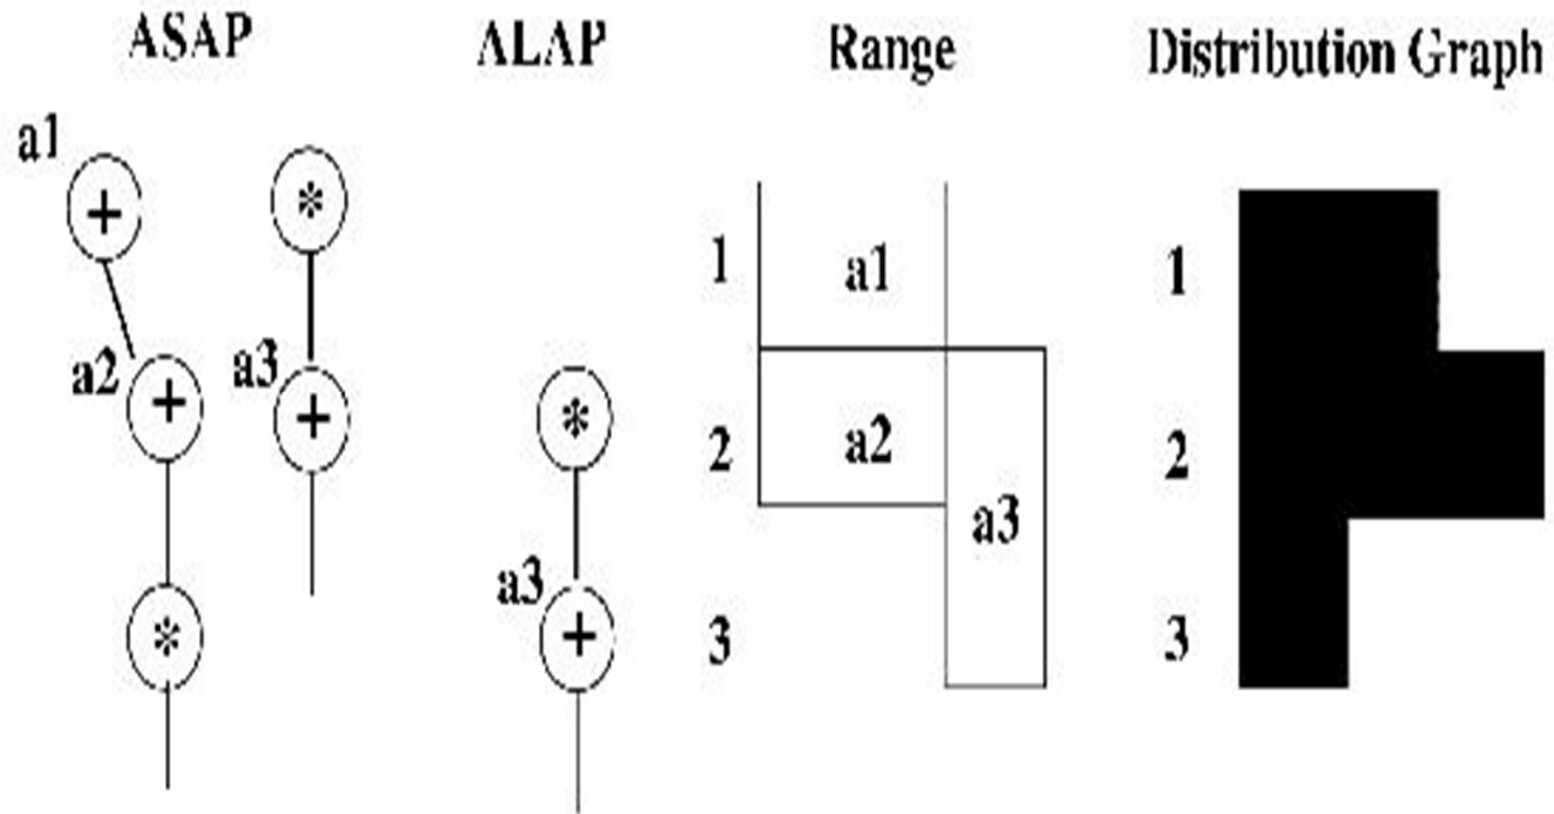 ASAP
ALAP
Range
Distribution Graph
a1
+
*
a2
+
a3
+
*
*
a3
+
1
a1
2
a2
a3
3
1
2
3